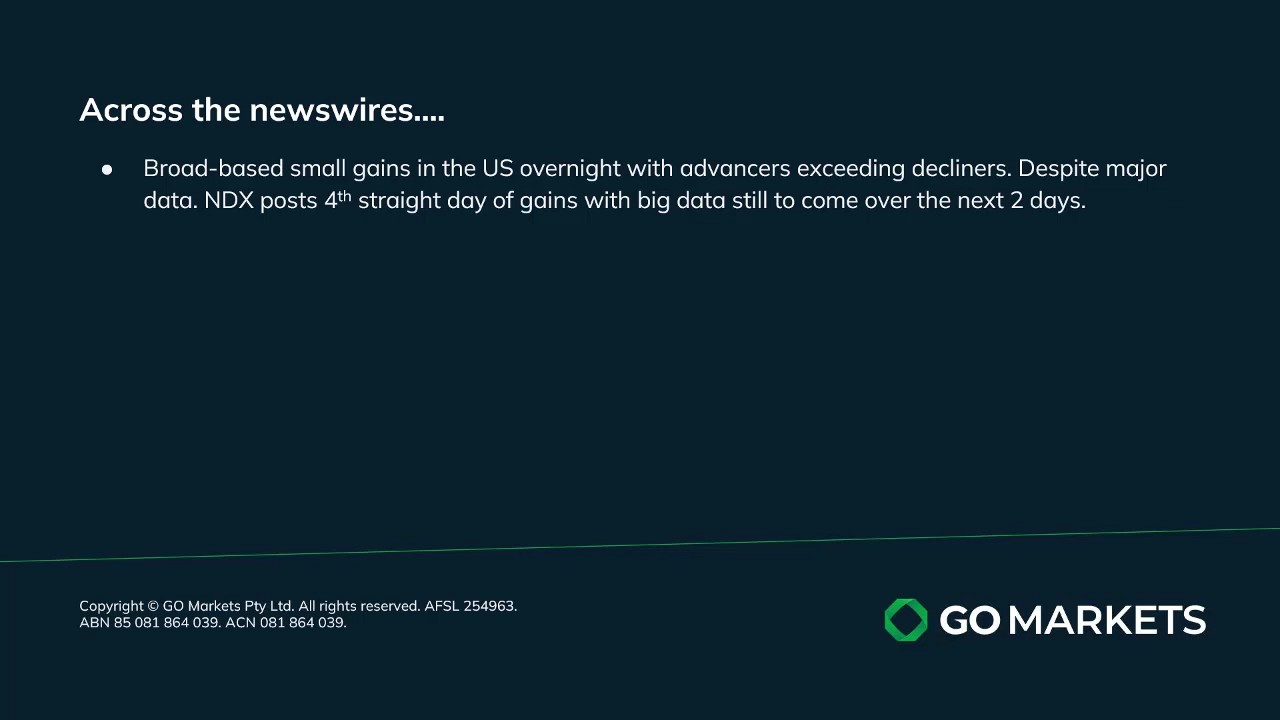 Across the newswires....
● Broad-based small gains in the US overnight with advancers exceeding decliners. Despite major
data. NDX posts 4th straight day of gains with big data still to come over the next 2 days.
Copyright © GO Markets Pty Ltd. All rights reserved. AFSL 254963.
ABN 85 081 864 039. ACN 081 864 039.
GO MARKETS